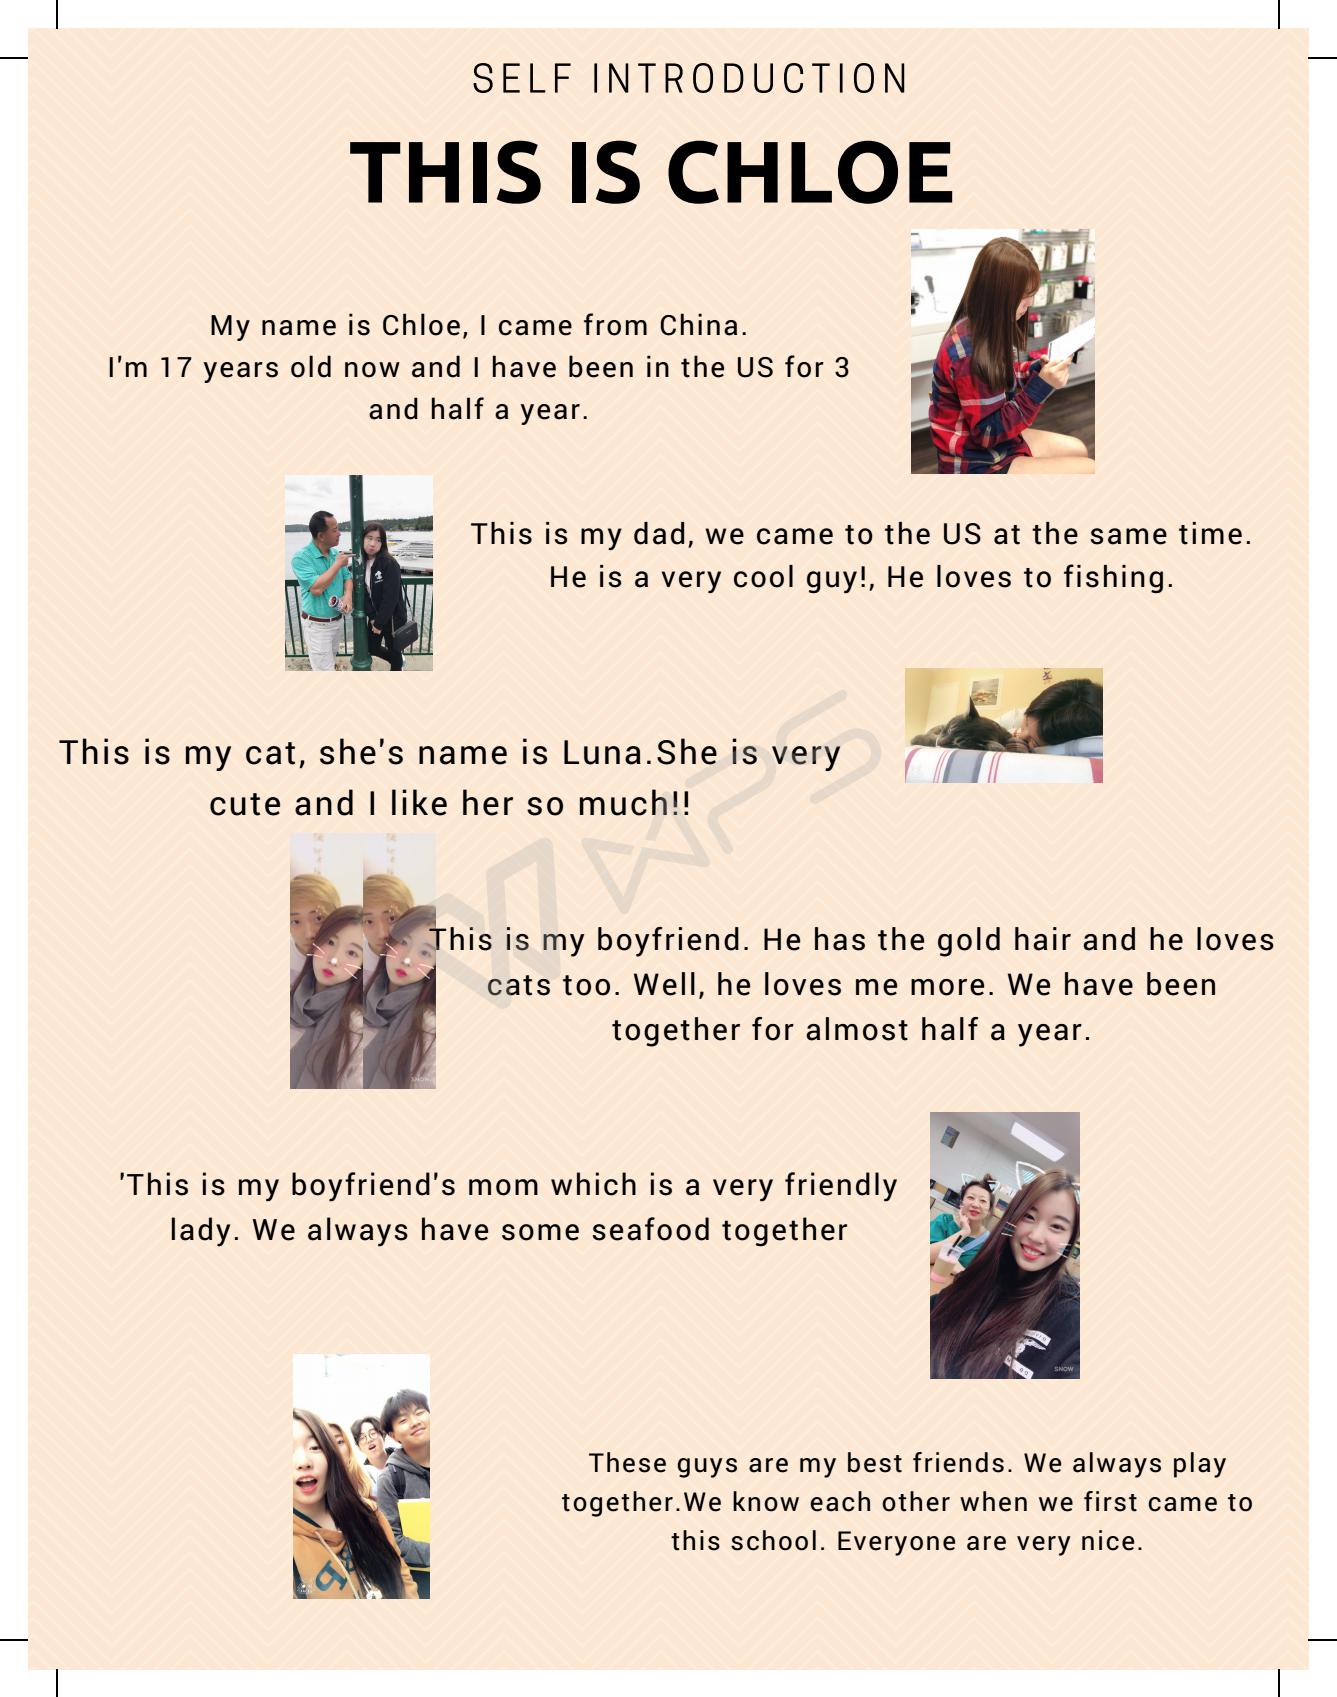 SELF INTRODUCTION
THIS IS CHLOE
My name is Chloe, I came from China.
I'm 17 years old now and I have been in the US for 3
and half a year.
This is my dad, we came to the US at the same time.
He is a very cool guy!, He loves to fishing.
This is my cat, she's name is Luna.She is very
cute and I like her so much!!
WPS
This is my boyfriend. He has the gold hair and he loves
cats too. Well, he loves me more. We have been
together for almost half a year.
SNOW
'This is my boyfriend's mom which is a very friendly
lady. We always have some seafood together
SNOW
These guys are my best friends. We always play
together.We know each other when we first came to
this school. Everyone are very nice.